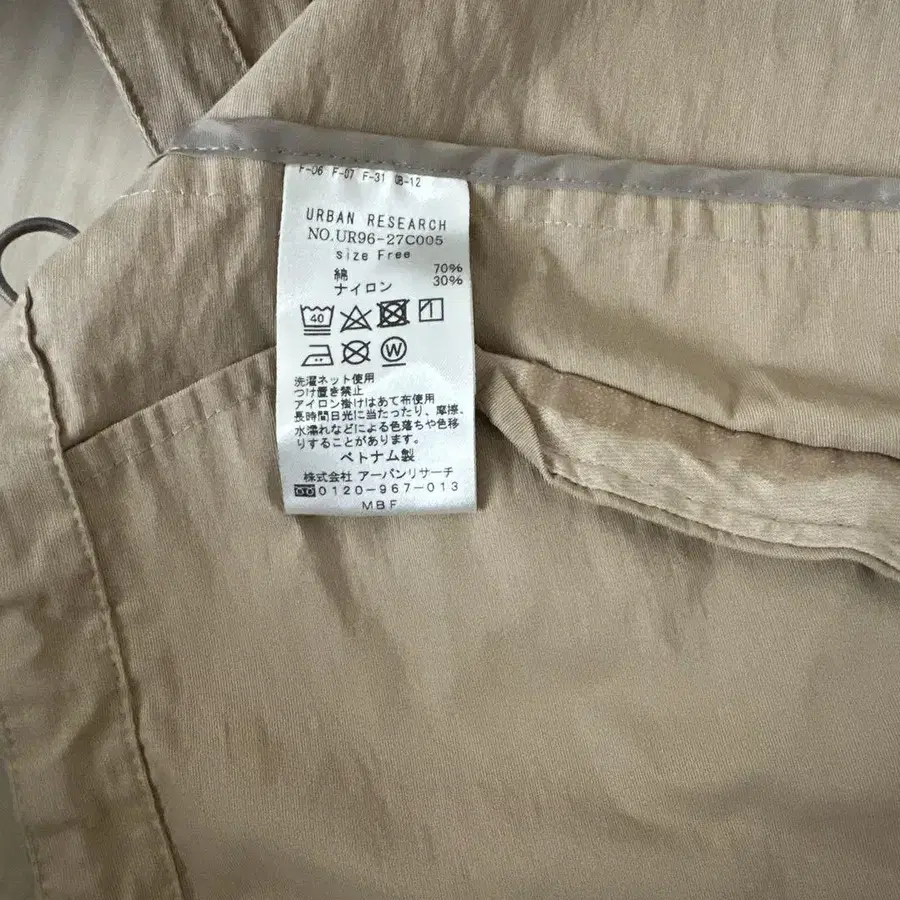 F-06 F-07 F-31 CB-12
URBAN RESEARCH
NO.UR96-27C005
size Free
綿 70%
ナイロン 30%
40
W
洗濯ネット使用
つけ置き禁止
アイロン掛けはあて布使用
長時間日光に当たったり、摩擦、
水濡れなどによる色落ちや色移
りすることがあります。
ベトナム製
株式会社 アーバンリサーチ
0120-967-013
MBF